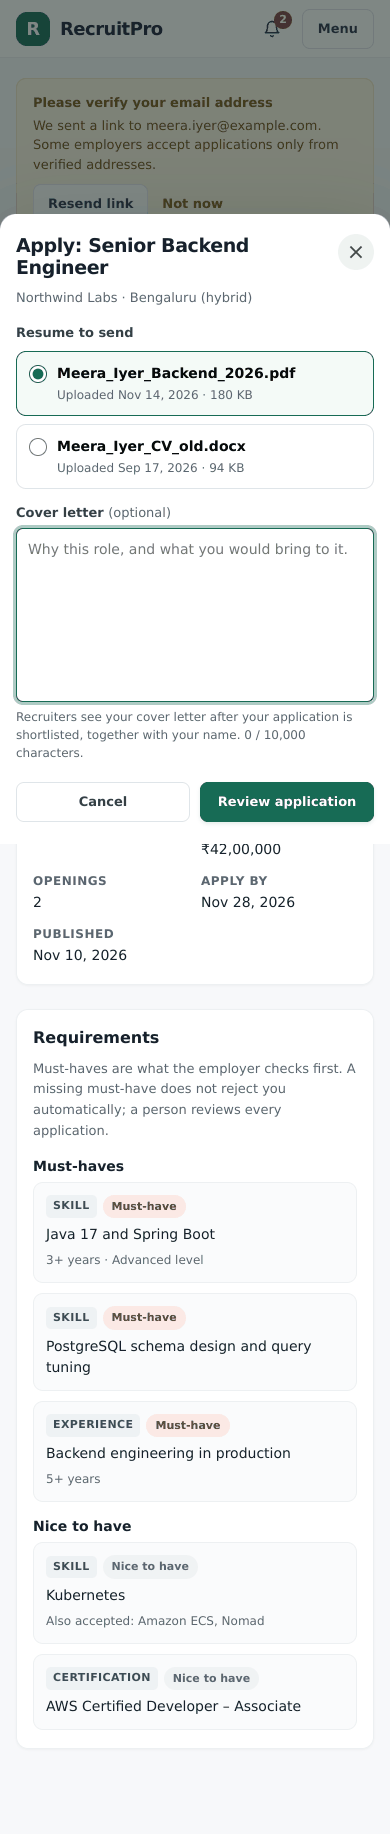 R RecruitPro 2 Menu
Please verify your email address
We sent a link to meera.iyer@example.com.
Some employers accept applications only from
verified addresses.
Resend link Not now
Apply: Senior Backend
Engineer
Northwind Labs · Bengaluru (hybrid)
Resume to send
Meera_Iyer_Backend_2026.pdf
Uploaded Nov 14, 2026 · 180 KB
Meera_Iyer_CV_old.docx
Uploaded Sep 17, 2026 · 94 KB
Cover letter (optional)
Why this role, and what you would bring to it.
Recruiters see your cover letter after your application is
shortlisted, together with your name. 0 / 10,000
characters.
Cancel Review application
₹42,00,000
OPENINGS APPLY BY
2 Nov 28, 2026
PUBLISHED
Nov 10, 2026
Requirements
Must-haves are what the employer checks first. A
missing must-have does not reject you
automatically; a person reviews every
application.
Must-haves
SKILL Must-have
Java 17 and Spring Boot
3+ years · Advanced level
SKILL Must-have
PostgreSQL schema design and query
tuning
EXPERIENCE Must-have
Backend engineering in production
5+ years
Nice to have
SKILL Nice to have
Kubernetes
Also accepted: Amazon ECS, Nomad
CERTIFICATION Nice to have
AWS Certified Developer – Associate